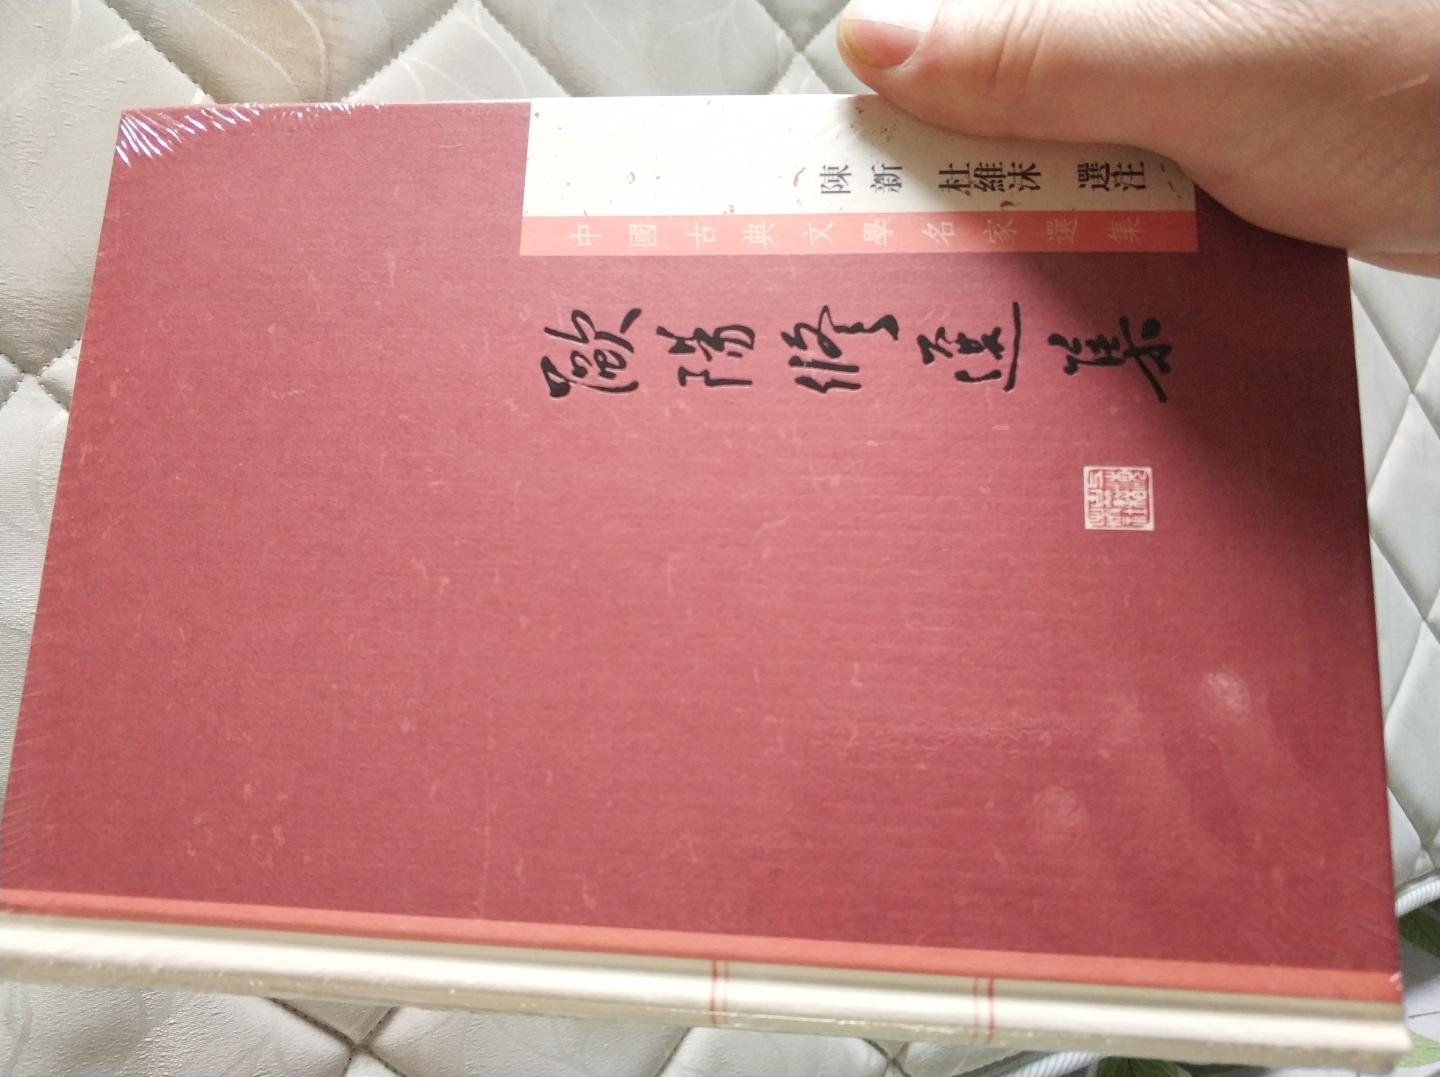 陳新 杜維沫 選注
中國古典文學名家選集
歐陽修選集